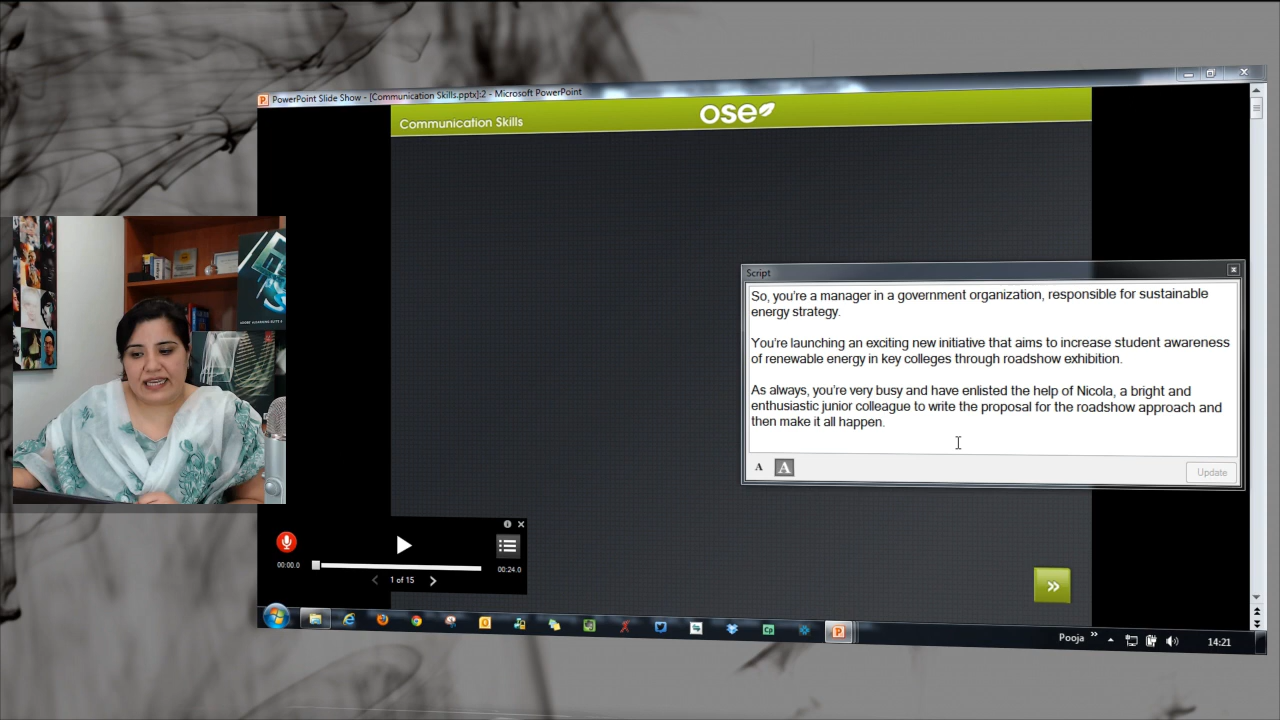 PowerPoint Slide Show - [Communication Skills.pptx]:2 - Microsoft PowerPoint
Communication Skills
ose
Script
So, you're a manager in a government organization, responsible for sustainable
energy strategy.
You're launching an exciting new initiative that aims to increase student awareness
of renewable energy in key colleges through roadshow exhibition.
As always, you're very busy and have enlisted the help of Nicola, a bright and
enthusiastic junior colleague to write the proposal for the roadshow approach and
then make it all happen.
A A
Update
00:00.0
00:24.0
1 of 15
Pooja
14:21